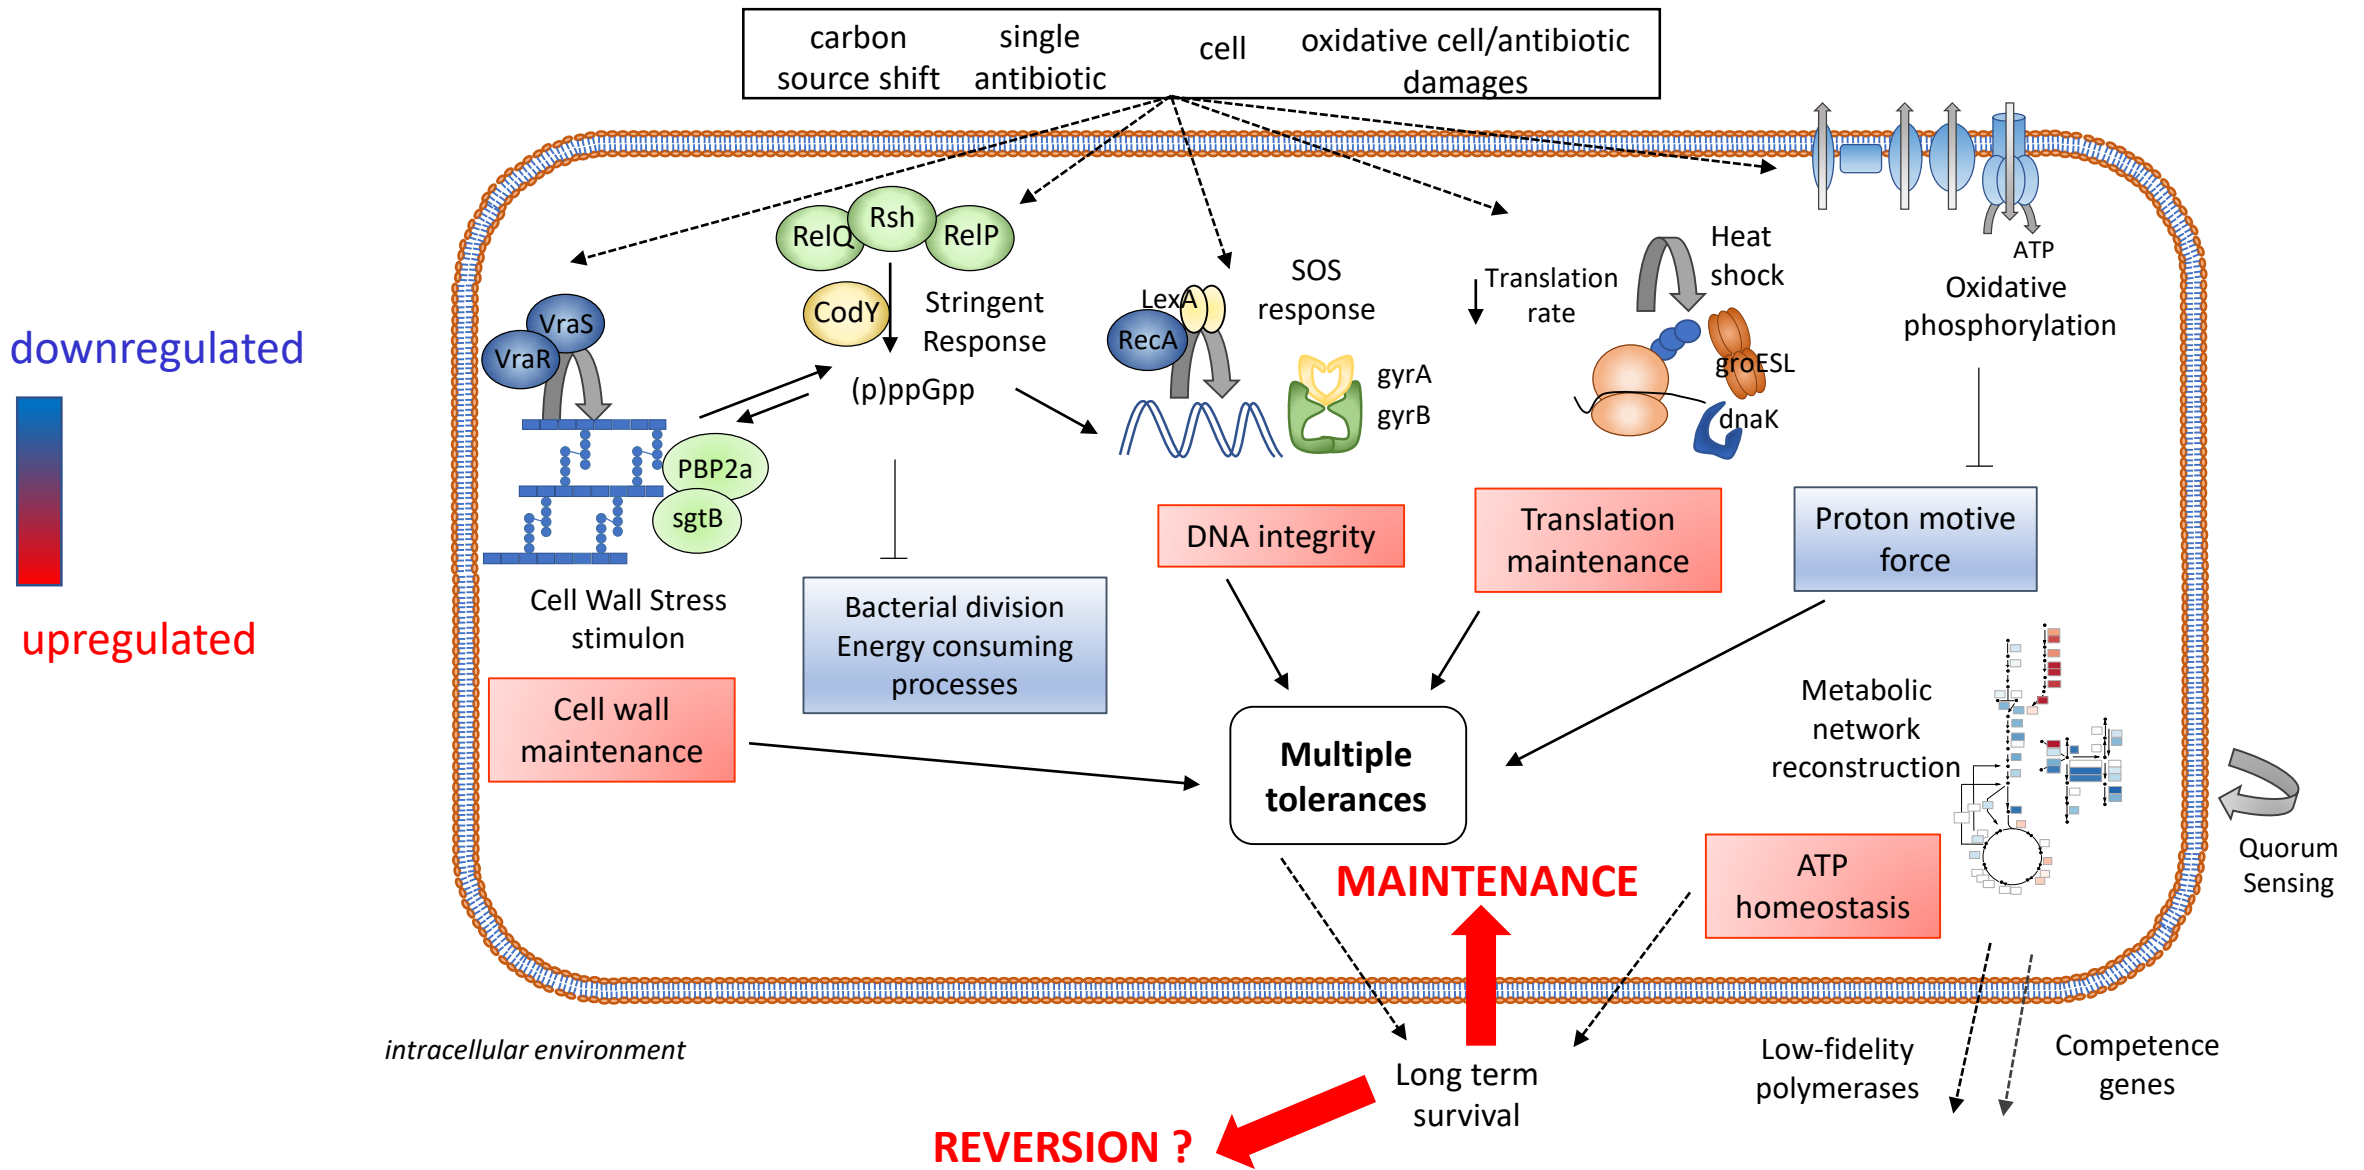 carbon
source shift
single
antibiotic
cell
oxidative cell/antibiotic
damages
downregulated
upregulated
RelQ
Rsh
RelP
CodY
Stringent
Response
(p)ppGpp
VraS
VraR
PBP2a
sgtB
Cell Wall Stress
stimulon
Cell wall
maintenance
Bacterial division
Energy consuming
processes
LexA
RecA
SOS
response
gyrA
gyrB
DNA integrity
Translation
rate
Heat
shock
groESL
dnaK
Translation
maintenance
ATP
Oxidative
phosphorylation
Proton motive
force
Multiple
tolerances
Metabolic
network
reconstruction
ATP
homeostasis
Quorum
Sensing
MAINTENANCE
intracellular environment
Long term
survival
REVERSION ?
Low-fidelity
polymerases
Competence
genes